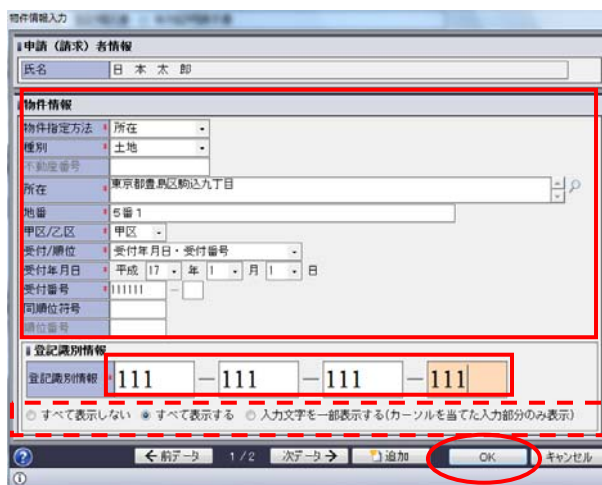 物件情報入力
申請（請求）者情報
氏名 日 本 太 郎
物件情報
物件指定方法 * 所在
種別 * 土地
不動産番号
所在 * 東京都豊島区駒込九丁目
地番 * 5番1
甲区/乙区 * 甲区
受付/順位 * 受付年月日・受付番号
受付年月日 * 平成 17 年 1 月 1 日
受付番号 * 111111 －
同順位符号
順位番号
登記識別情報
登記識別情報 * 111 － 111 － 111 － 111
すべて表示しない すべて表示する 入力文字を一部表示する(カーソルを当てた入力部分のみ表示)
? ←前データ 1/2 次データ→ 追加 OK キャンセル